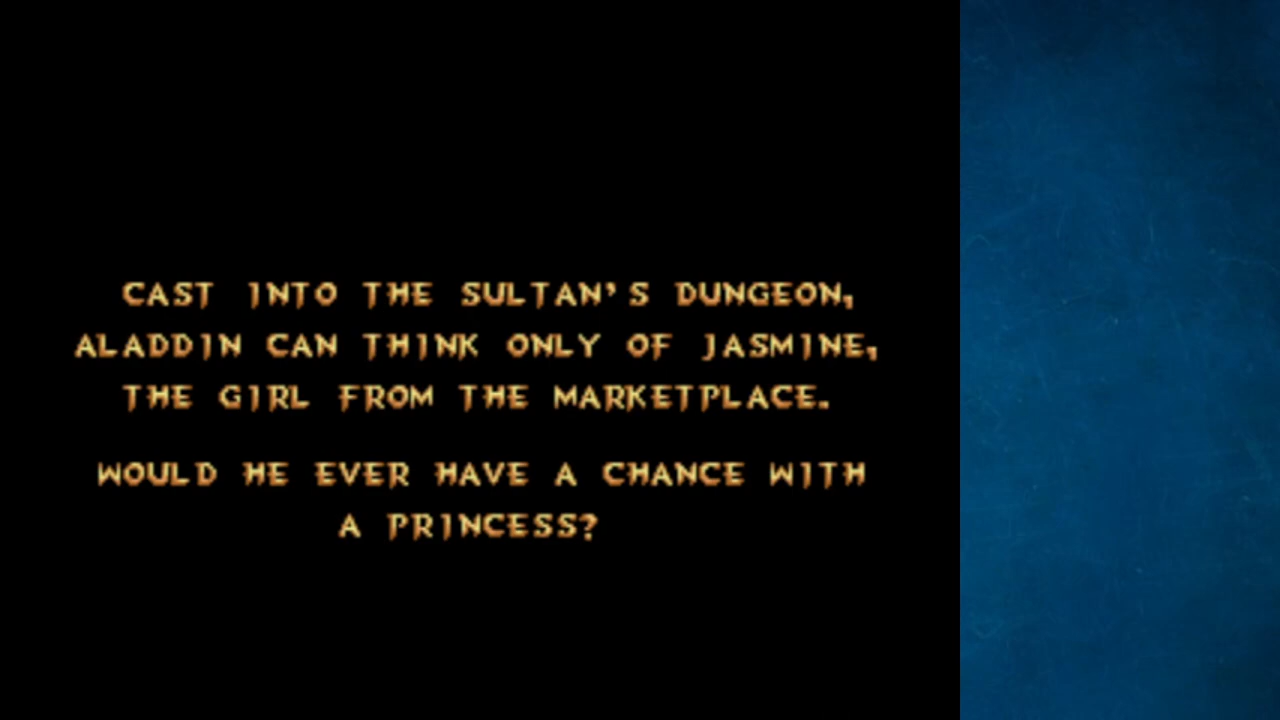 CAST INTO THE SULTAN'S DUNGEON,
ALADDIN CAN THINK ONLY OF JASMINE,
THE GIRL FROM THE MARKETPLACE.
WOULD HE EVER HAVE A CHANCE WITH
A PRINCESS?